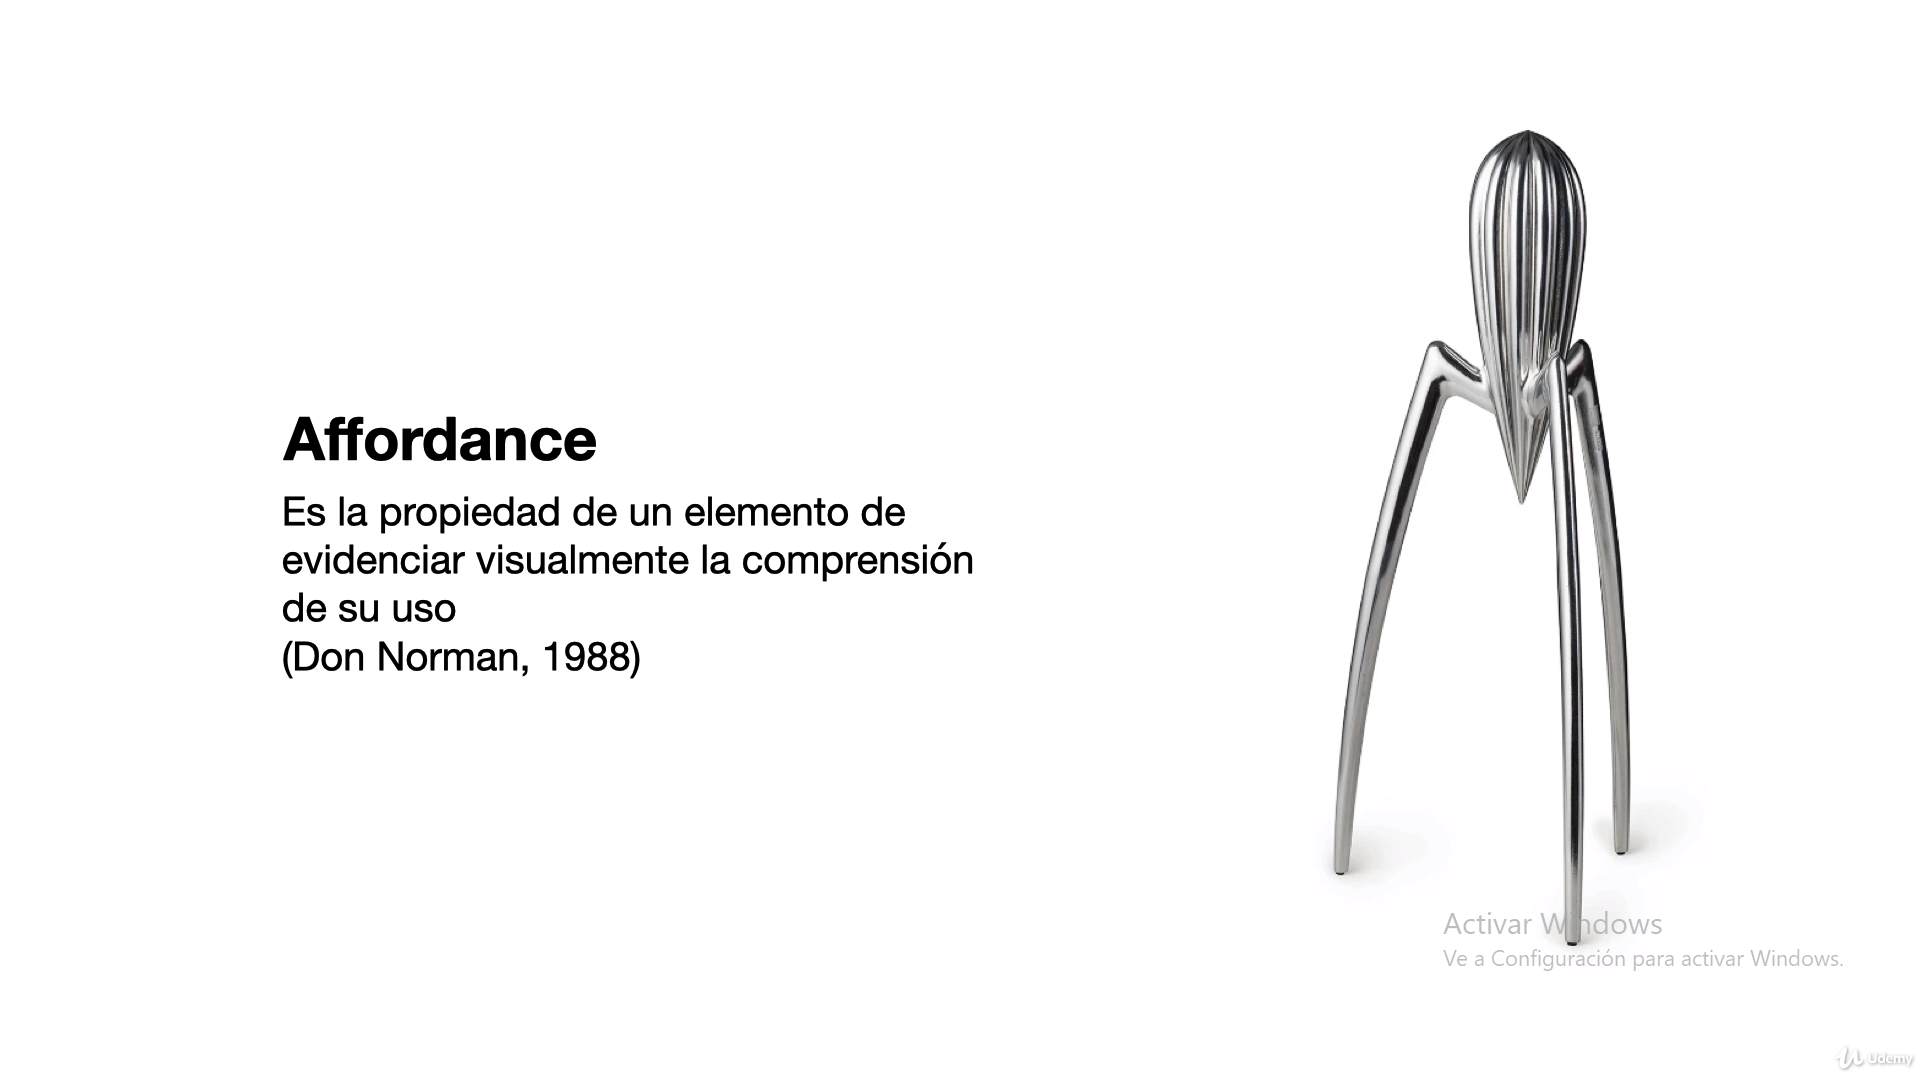 Affordance
Es la propiedad de un elemento de
evidenciar visualmente la comprensión
de su uso
(Don Norman, 1988)
Activar Windows
Ve a Configuración para activar Windows.
Udemy